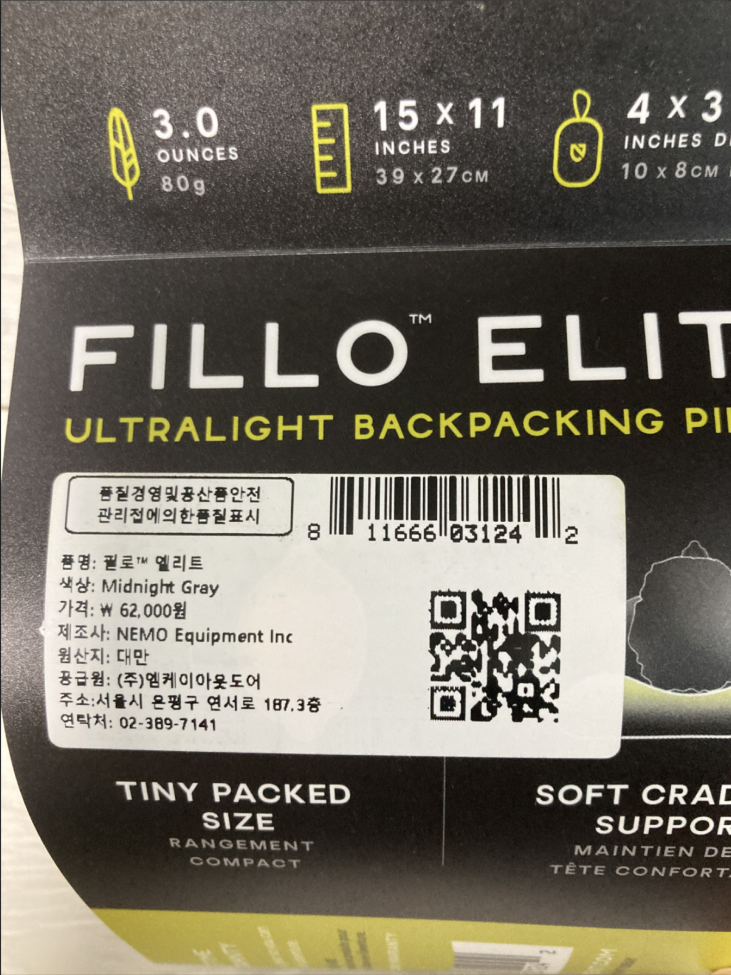 3.0
OUNCES
80g
15 x 11
INCHES
39 x 27CM
4 x 3
INCHES
10 x 8CM
FILLO™ ELIT
ULTRALIGHT BACKPACKING
품질경영및공산품안전
관리법에의한품질표시
8 11666 03124 2
품명: 필로™ 엘리트
색상: Midnight Gray
가격: ₩ 62,000원
제조사: NEMO Equipment Inc
원산지: 대만
공급원: (주)엠케이아웃도어
주소:서울시 은평구 연서로 187,3층
연락처: 02-389-7141
TINY PACKED
SIZE
RANGEMENT
COMPACT
SOFT CRAD
SUPPOR
MAINTIEN DE
TÊTE CONFORT